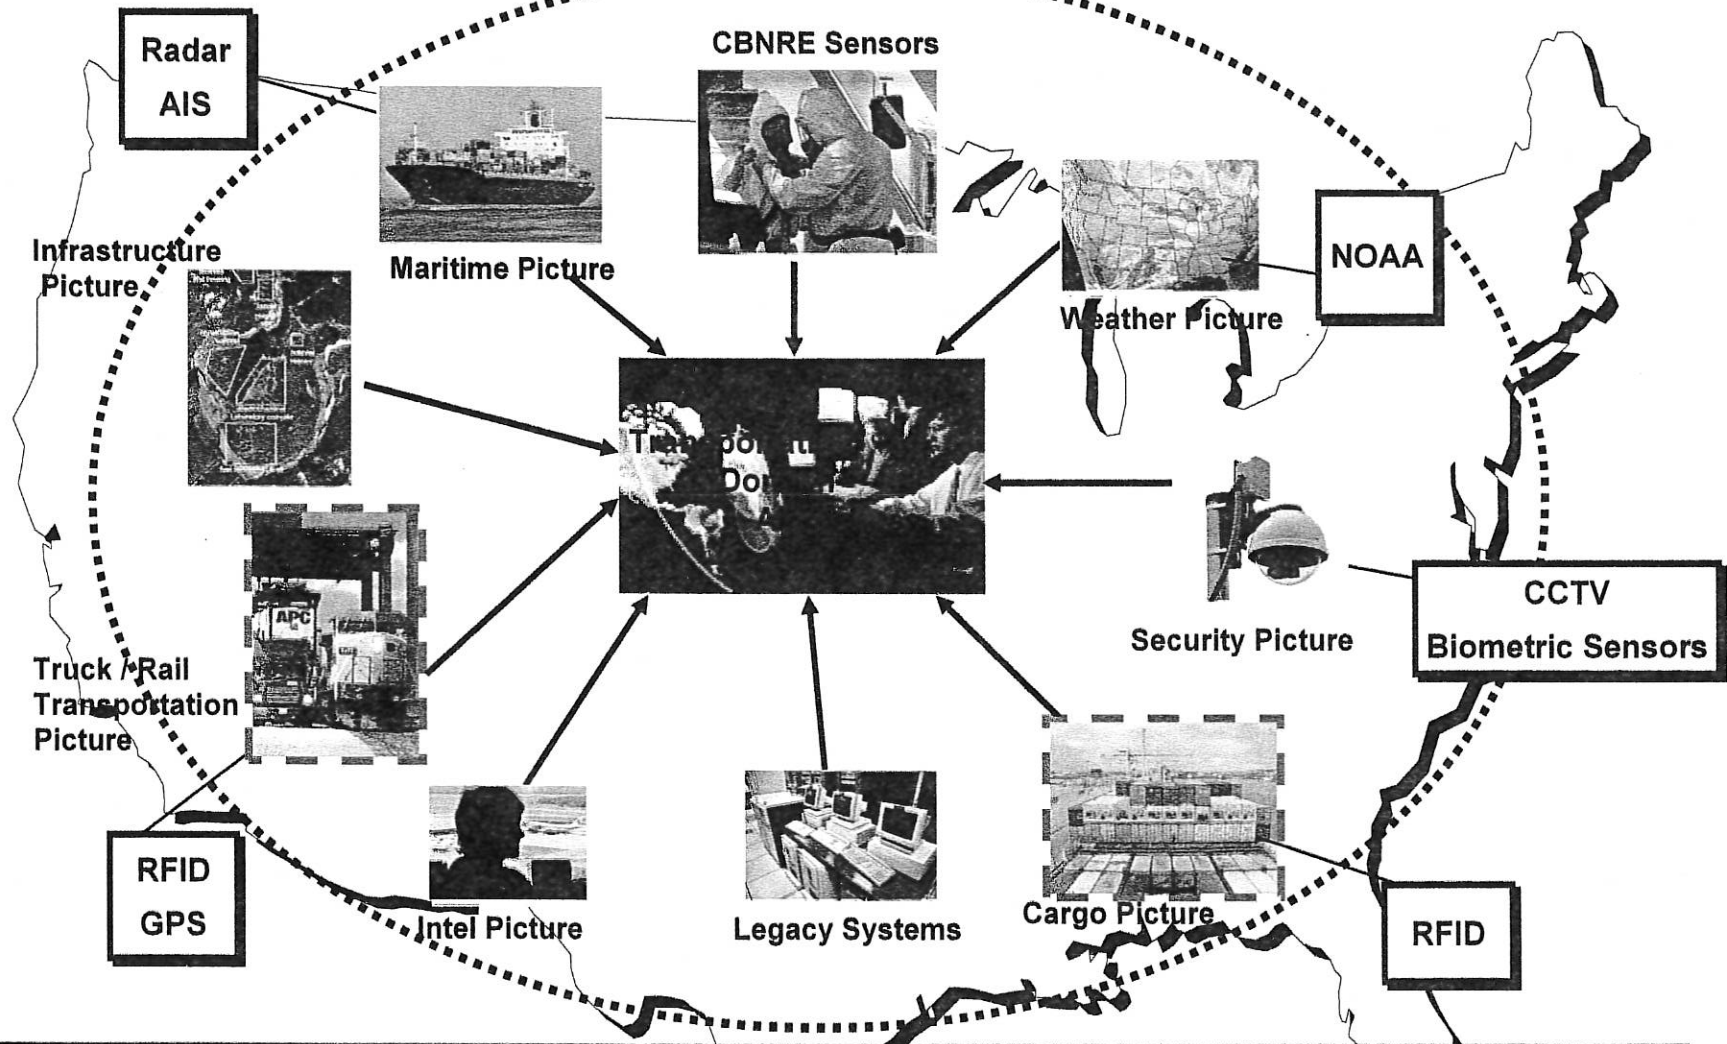 Radar
AIS
CBNRE Sensors
Maritime Picture
Infrastructure
Picture
NOAA
Weather Picture
CCTV
Biometric Sensors
Security Picture
APC
Truck / Rail
Transportation
Picture
RFID
GPS
Intel Picture
Legacy Systems
Cargo Picture
RFID